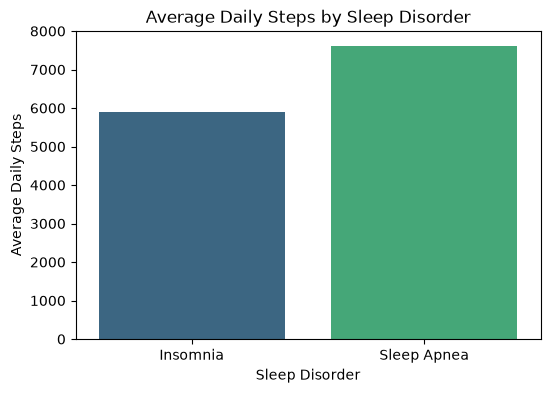 Average Daily Steps by Sleep Disorder
8000
7000
6000
5000
4000
3000
2000
1000
0
Average Daily Steps
Insomnia
Sleep Apnea
Sleep Disorder